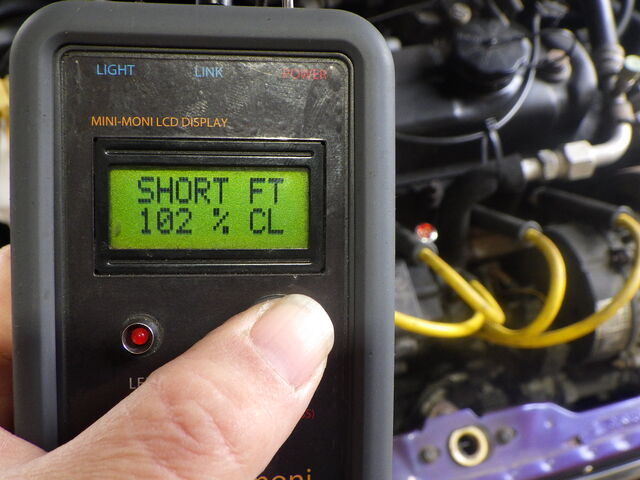 LIGHT LINK POWER
MINI-MONI LCD DISPLAY
SHORT FT
102 % CL